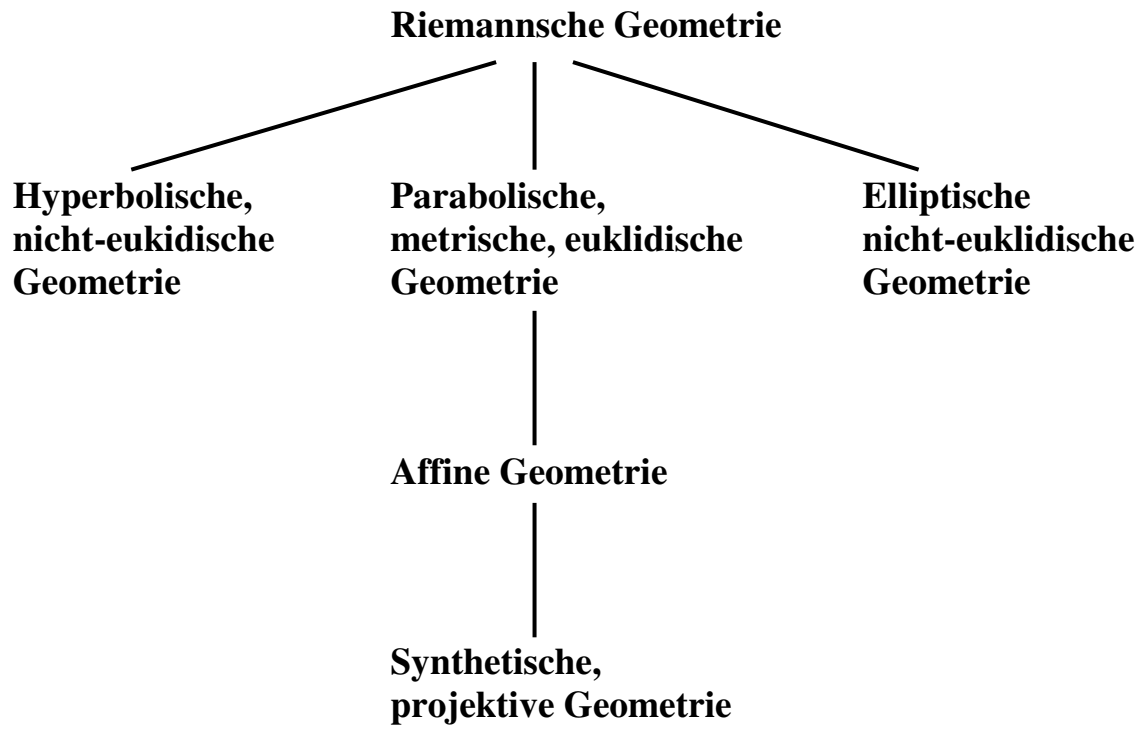 Riemannsche Geometrie
Hyperbolische,
nicht-eukidische
Geometrie
Parabolische,
metrische, euklidische
Geometrie
Elliptische
nicht-euklidische
Geometrie
Affine Geometrie
Synthetische,
projektive Geometrie